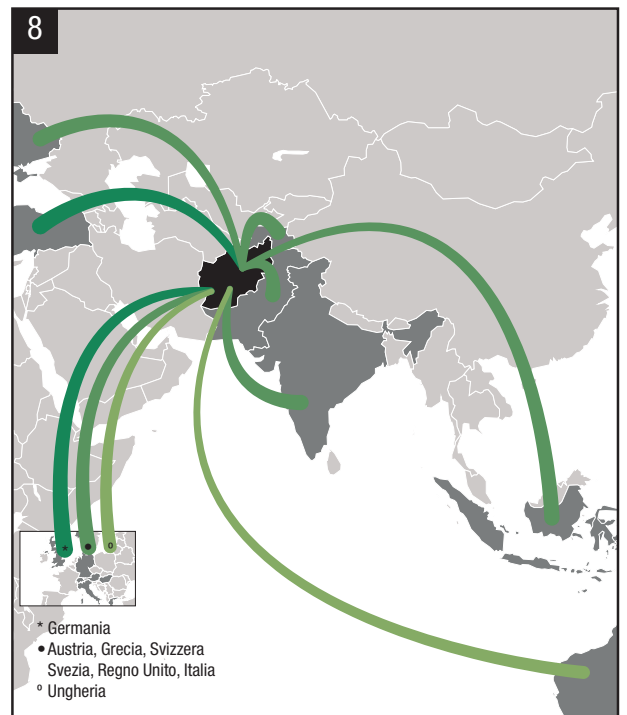 8
* Germania
● Austria, Grecia, Svizzera
Svezia, Regno Unito, Italia
º Ungheria